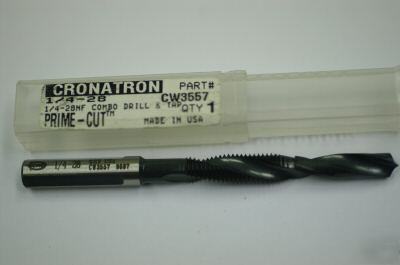 CRONATRON PART#
1/4-28 CW3557
1/4-28NF COMBO DRILL & TAP QTY 1
PRIME-CUT™ MADE IN USA
1/4-28
CW3557